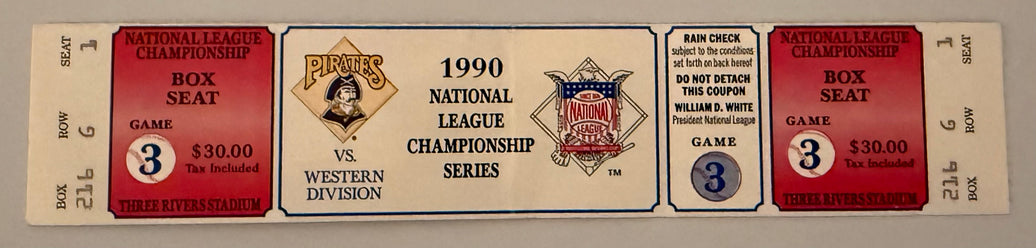 SEAT 1
ROW 6
BOX 216
NATIONAL LEAGUE
CHAMPIONSHIP
BOX
SEAT
GAME
3
$30.00
Tax Included
THREE RIVERS STADIUM
PIRATES
VS.
WESTERN
DIVISION
1990
NATIONAL
LEAGUE
CHAMPIONSHIP
SERIES
SINCE 1876
NATIONAL
LEAGUE
TM
RAIN CHECK
subject to the conditions
set forth on back hereof
DO NOT DETACH
THIS COUPON
WILLIAM D. WHITE
President National League
GAME
3
NATIONAL LEAGUE
CHAMPIONSHIP
BOX
SEAT
GAME
3
$30.00
Tax Included
THREE RIVERS STADIUM
SEAT 1
ROW 6
BOX 216